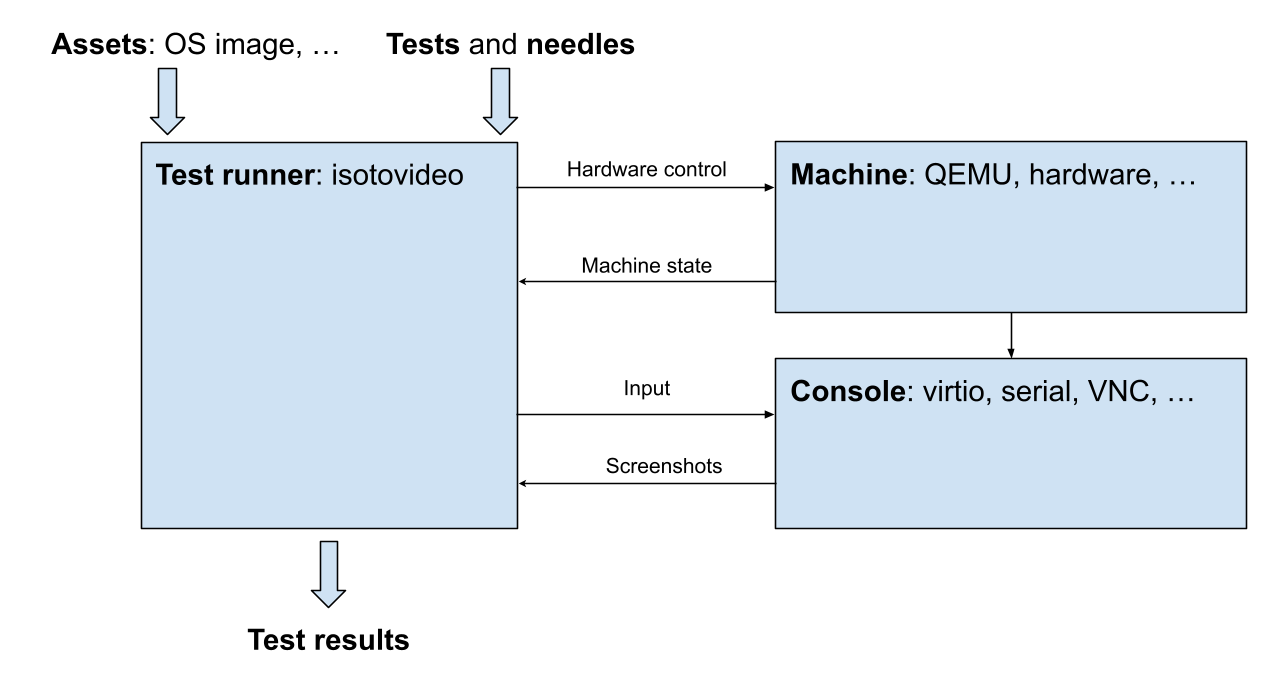 Assets: OS image, …
Tests and needles
Test runner: isotovideo
Hardware control
Machine: QEMU, hardware, …
Machine state
Input
Console: virtio, serial, VNC, …
Screenshots
Test results